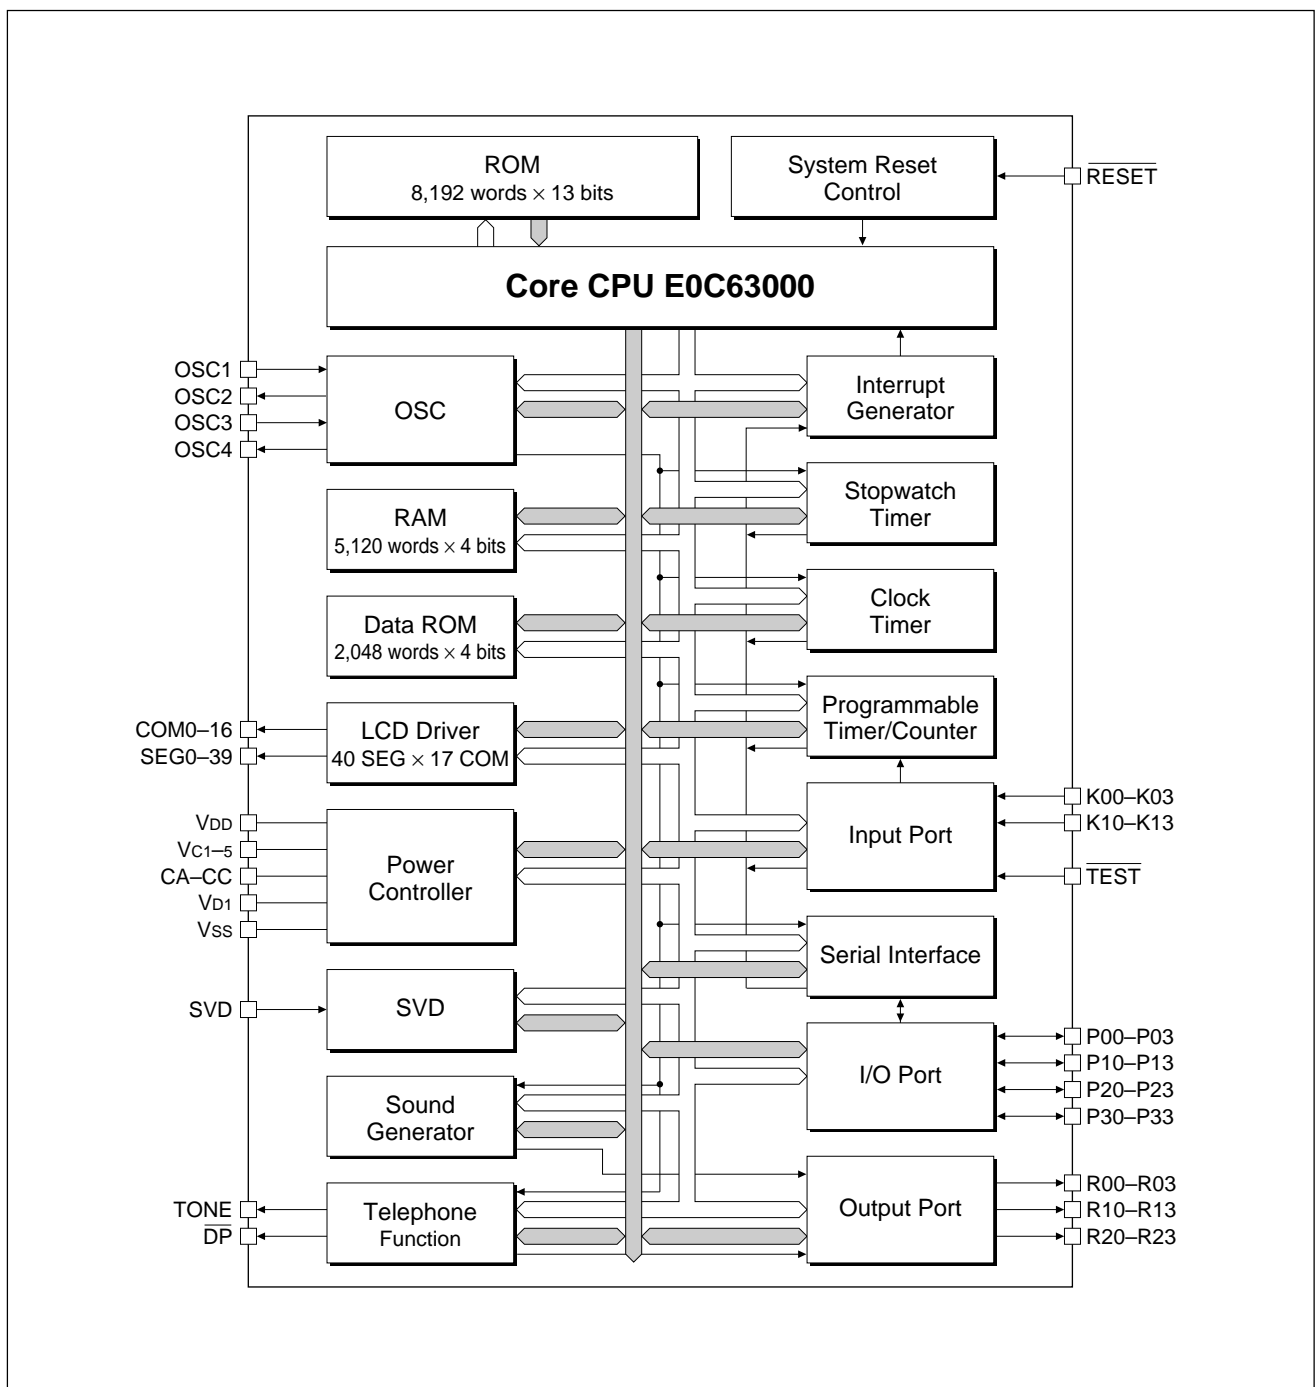 ROM
8,192 words × 13 bits
System Reset
Control
RESET
Core CPU E0C63000
OSC1
OSC2
OSC3
OSC4
OSC
Interrupt
Generator
RAM
5,120 words × 4 bits
Stopwatch
Timer
Data ROM
2,048 words × 4 bits
Clock
Timer
COM0–16
SEG0–39
LCD Driver
40 SEG × 17 COM
Programmable
Timer/Counter
VDD
VC1–5
CA–CC
VD1
VSS
Power
Controller
Input Port
K00–K03
K10–K13
TEST
Serial Interface
SVD
SVD
I/O Port
P00–P03
P10–P13
P20–P23
P30–P33
Sound
Generator
TONE
DP
Telephone
Function
Output Port
R00–R03
R10–R13
R20–R23